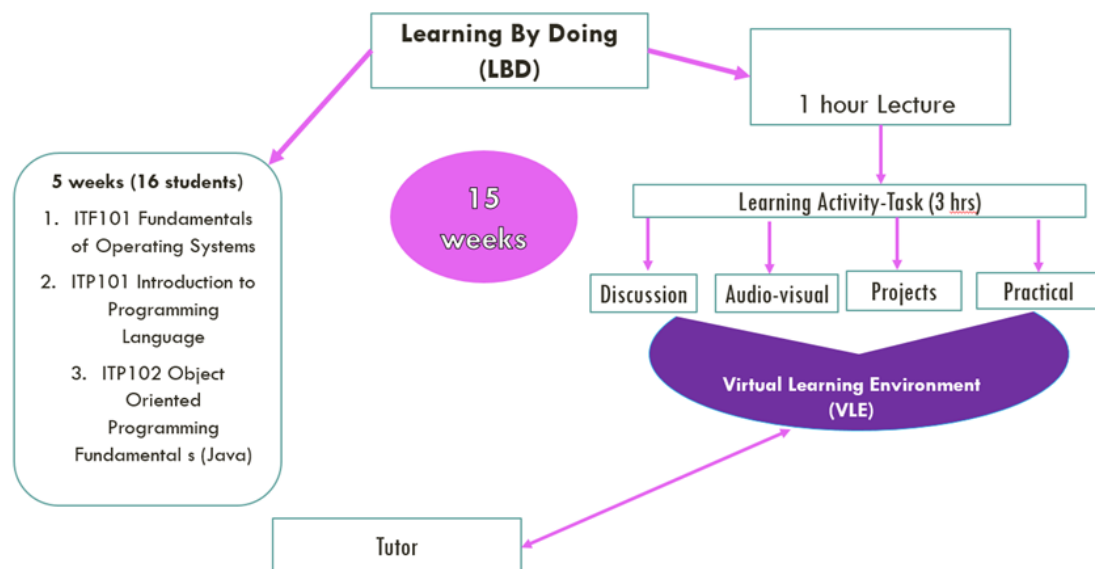 Learning By Doing
(LBD)
1 hour Lecture
5 weeks (16 students)
1. ITF101 Fundamentals
of Operating Systems
2. ITP101 Introduction to
Programming
Language
3. ITP102 Object
Oriented
Programming
Fundamental s (Java)
15
weeks
Learning Activity-Task (3 hrs)
Discussion
Audio-visual
Projects
Practical
Virtual Learning Environment
(VLE)
Tutor